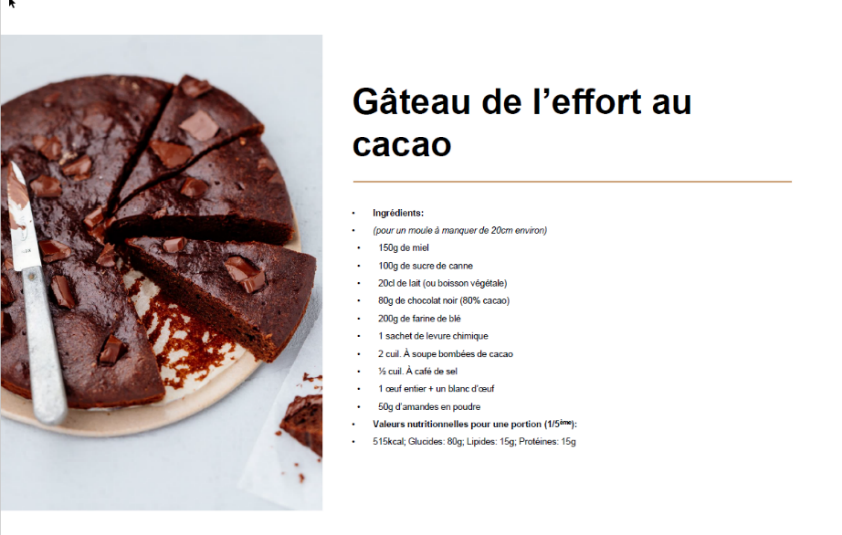 Gâteau de l’effort au
cacao
• Ingrédients:
• (pour un moule à manquer de 20cm environ)
• 150g de miel
• 100g de sucre de canne
• 20cl de lait (ou boisson végétale)
• 80g de chocolat noir (80% cacao)
• 200g de farine de blé
• 1 sachet de levure chimique
• 2 cuil. À soupe bombées de cacao
• ½ cuil. À café de sel
• 1 œuf entier + un blanc d’œuf
• 50g d’amandes en poudre
• Valeurs nutritionnelles pour une portion (1/5ième):
• 515kcal; Glucides: 80g; Lipides: 15g; Protéines: 15g